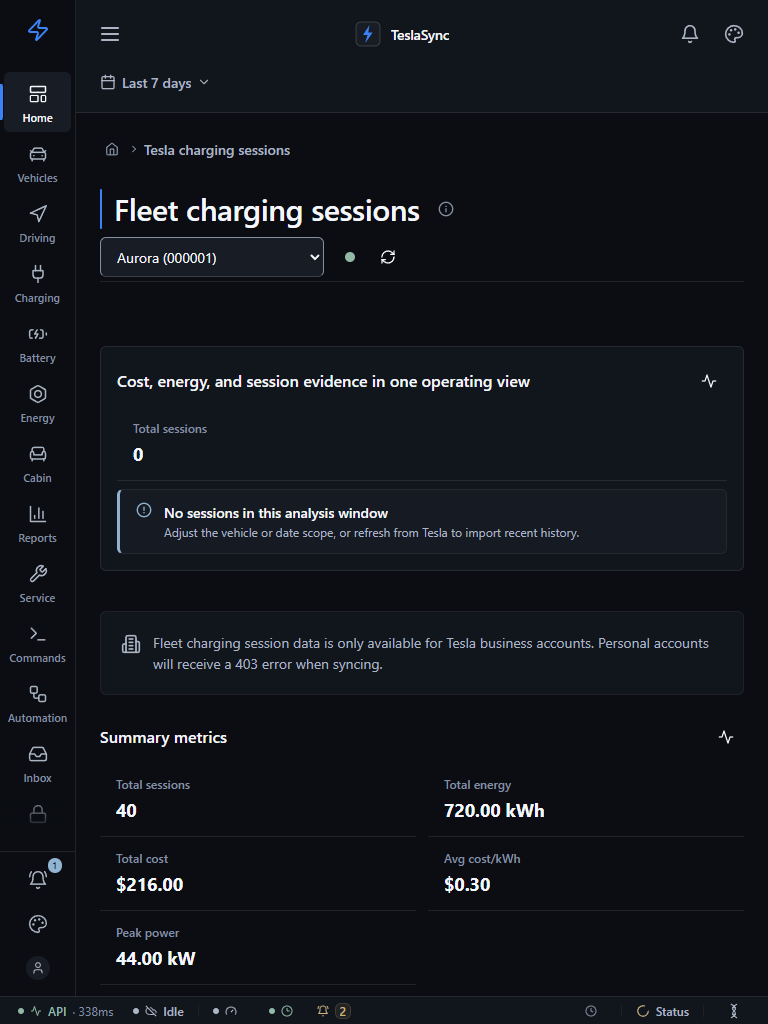 TeslaSync
Last 7 days
Home
Vehicles
Driving
Charging
Battery
Energy
Cabin
Reports
Service
Commands
Automation
Inbox
1
Tesla charging sessions
Fleet charging sessions
Aurora (000001)
Cost, energy, and session evidence in one operating view
Total sessions
0
No sessions in this analysis window
Adjust the vehicle or date scope, or refresh from Tesla to import recent history.
Fleet charging session data is only available for Tesla business accounts. Personal accounts
will receive a 403 error when syncing.
Summary metrics
Total sessions
40
Total energy
720.00 kWh
Total cost
$216.00
Avg cost/kWh
$0.30
Peak power
44.00 kW
API · 338ms
Idle
2
Status